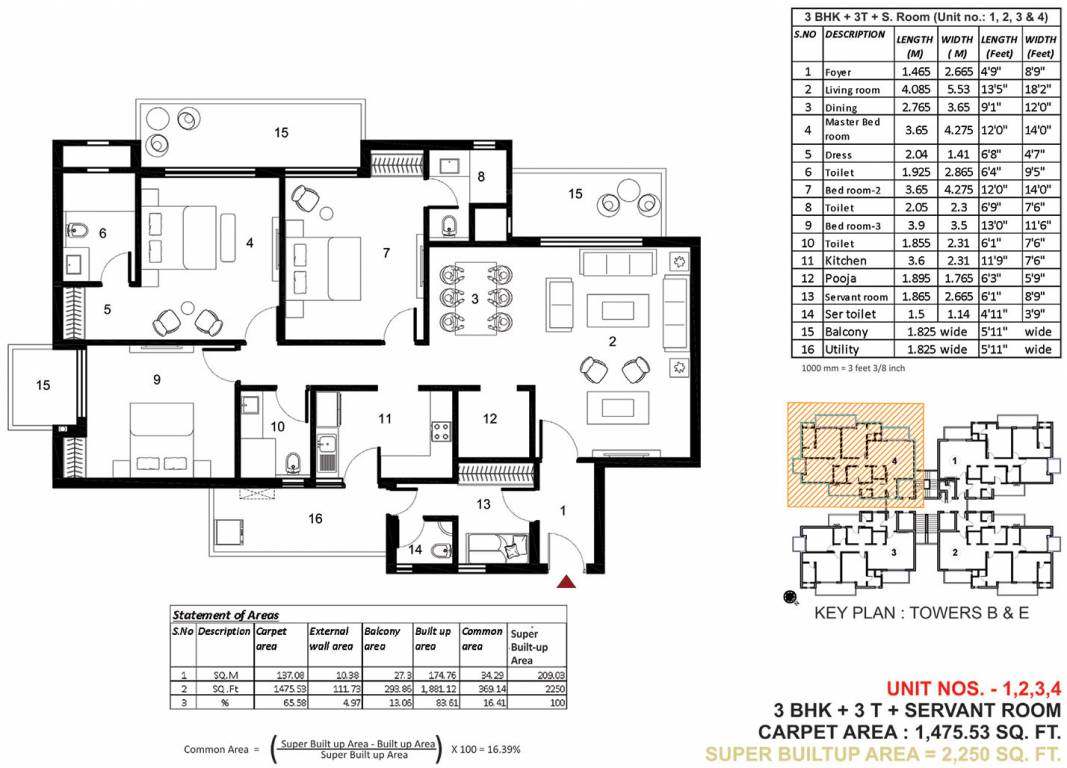 3 BHK + 3T + S. Room (Unit no.: 1, 2, 3 & 4)
S.NO DESCRIPTION LENGTH (M) WIDTH ( M) LENGTH (Feet) WIDTH (Feet)
1 Foyer 1.465 2.665 4'9" 8'9"
2 Living room 4.085 5.53 13'5" 18'2"
3 Dining 2.765 3.65 9'1" 12'0"
4 Master Bed room 3.65 4.275 12'0" 14'0"
5 Dress 2.04 1.41 6'8" 4'7"
6 Toilet 1.925 2.865 6'4" 9'5"
7 Bed room-2 3.65 4.275 12'0" 14'0"
8 Toilet 2.05 2.3 6'9" 7'6"
9 Bed room-3 3.9 3.5 13'0" 11'6"
10 Toilet 1.855 2.31 6'1" 7'6"
11 Kitchen 3.6 2.31 11'9" 7'6"
12 Pooja 1.895 1.765 6'3" 5'9"
13 Servant room 1.865 2.665 6'1" 8'9"
14 Ser toilet 1.5 1.14 4'11" 3'9"
15 Balcony 1.825 wide 5'11" wide
16 Utility 1.825 wide 5'11" wide
1000 mm = 3 feet 3/8 inch
15
8
15
6
4
7
3
5
2
9
15
10
11
12
13
16
1
14
4
1
3
2
KEY PLAN : TOWERS B & E
Statement of Areas
S.No Description Carpet area External wall area Balcony area Built up area Common area Super Built-up Area
1 SQ.M 137.08 10.38 27.3 174.76 34.29 209.03
2 SQ.Ft 1475.53 111.73 293.86 1,881.12 369.14 2250
3 % 65.58 4.97 13.06 83.61 16.41 100
Common Area = ( Super Built up Area - Built up Area
Super Built up Area ) X 100 = 16.39%
UNIT NOS. - 1,2,3,4
3 BHK + 3 T + SERVANT ROOM
CARPET AREA : 1,475.53 SQ. FT.
SUPER BUILTUP AREA = 2,250 SQ. FT.